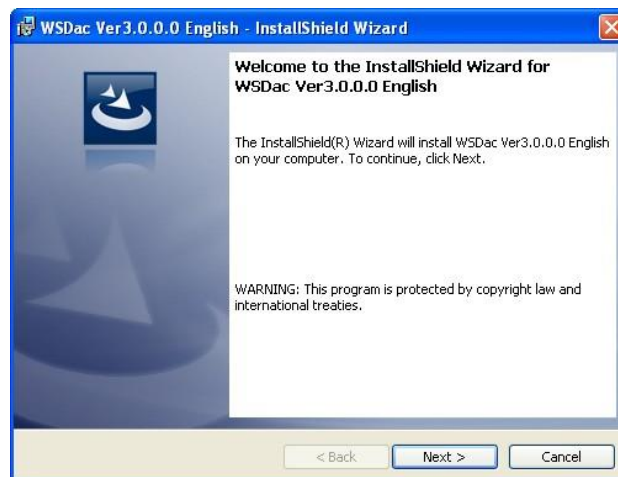 WSDac Ver3.0.0.0 English - InstallShield Wizard
Welcome to the InstallShield Wizard for
WSDac Ver3.0.0.0 English
The InstallShield(R) Wizard will install WSDac Ver3.0.0.0 English
on your computer. To continue, click Next.
WARNING: This program is protected by copyright law and
international treaties.
< Back
Next >
Cancel